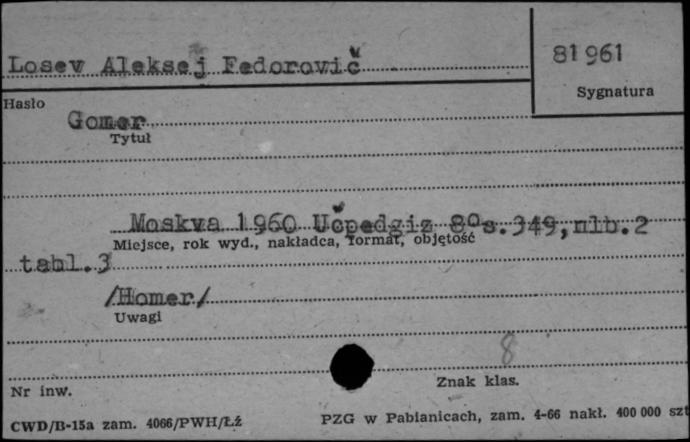 Losev Aleksej Fedorovič
81961
Sygnatura
Hasło
Gomer
Tytuł
Moskva 1960 Učpedgiz 8⁰s.349,nlb.2
Miejsce, rok wyd., nakładca, format, objętość
tabl.3
/Homer/
Uwagi
8
Nr inw.
Znak klas.
CWD/B-15a zam. 4066/PWH/Łź
PZG w Pabianicach, zam. 4-66 nakł. 400 000 szt